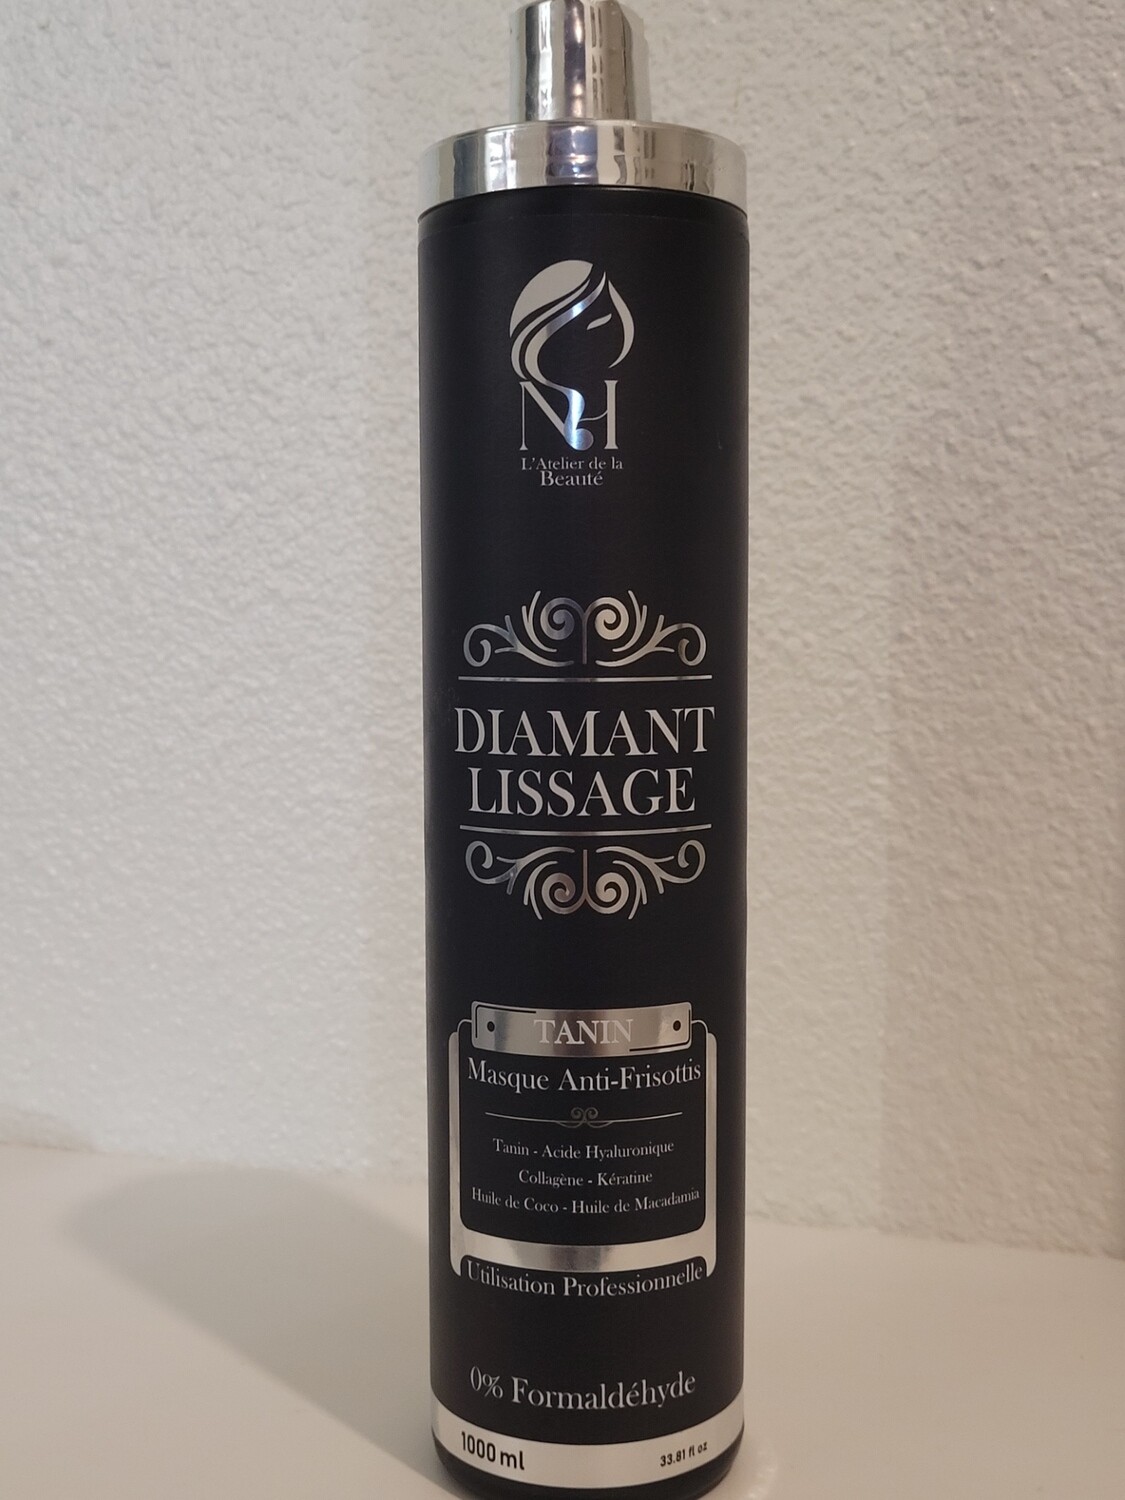 NH
L'Atelier de la
Beauté
DIAMANT
LISSAGE
TANIN
Masque Anti-Frisottis
Tanin - Acide Hyaluronique
Collagène - Kératine
Huile de Coco - Huile de Macadamia
Utilisation Professionnelle
0% Formaldéhyde
1000 ml 33.81 fl oz